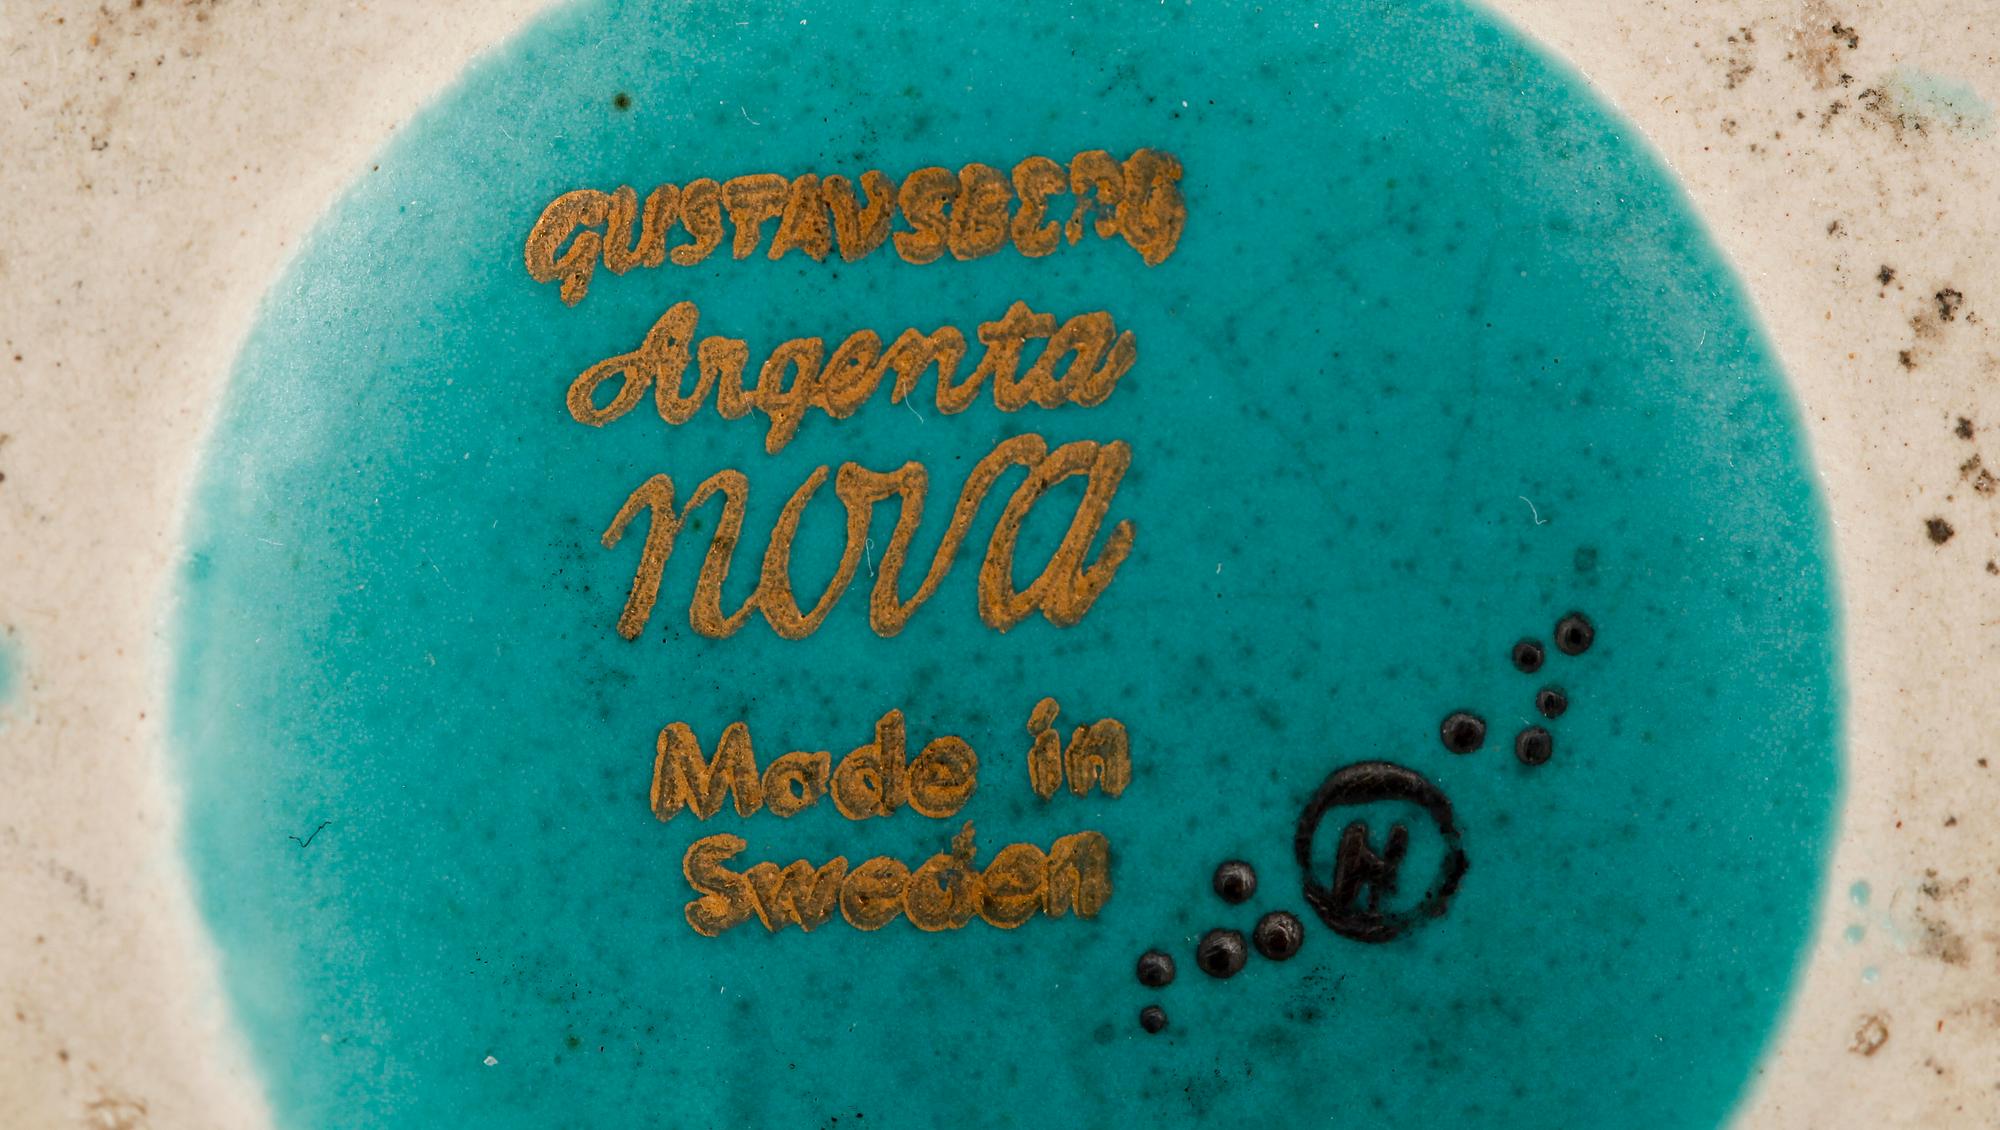 GUSTAVSBERG
Argenta
nova
Made in
Sweden
N